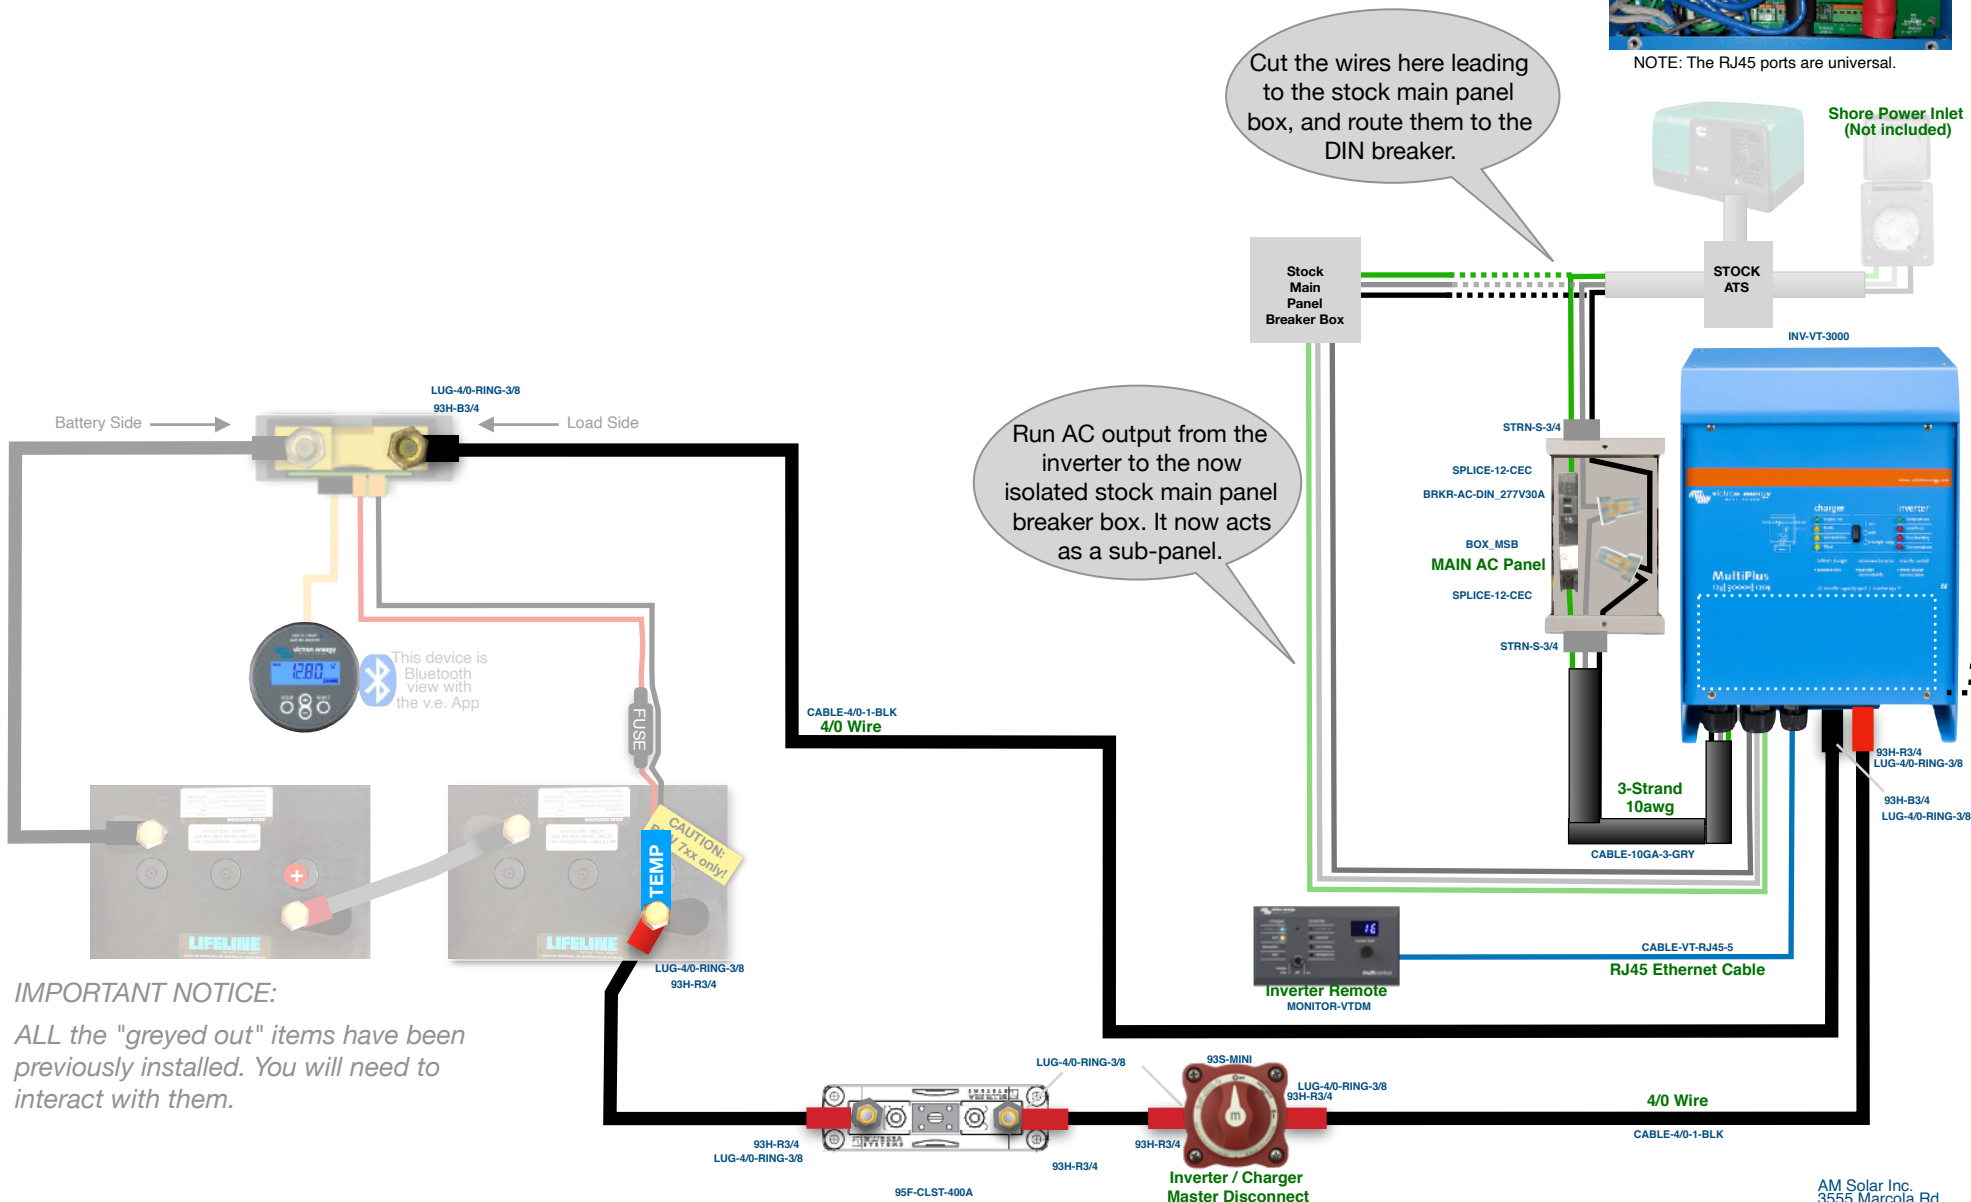 NOTE: The RJ45 ports are universal.
Cut the wires here leading
to the stock main panel
box, and route them to the
DIN breaker.
Shore Power Inlet
(Not included)
Stock
Main
Panel
Breaker Box
STOCK
ATS
INV-VT-3000
LUG-4/0-RING-3/8
93H-B3/4
Battery Side
Load Side
Run AC output from the
inverter to the now
isolated stock main panel
breaker box. It now acts
as a sub-panel.
STRN-S-3/4
SPLICE-12-CEC
BRKR-AC-DIN_277V30A
BOX_MSB
MAIN AC Panel
SPLICE-12-CEC
STRN-S-3/4
victron energy
charger
inverter
MultiPlus
victron energy
12.80 V
SETUP
SELECT
This device is
Bluetooth
view with
the v.e. App
FUSE
CABLE-4/0-1-BLK
4/0 Wire
93H-R3/4
LUG-4/0-RING-3/8
93H-B3/4
LUG-4/0-RING-3/8
3-Strand
10awg
CABLE-10GA-3-GRY
CAUTION:
7xx only!
TEMP
LIFELINE
LIFELINE
LUG-4/0-RING-3/8
93H-R3/4
16
CABLE-VT-RJ45-5
RJ45 Ethernet Cable
Inverter Remote
MONITOR-VTDM
IMPORTANT NOTICE:
ALL the "greyed out" items have been
previously installed. You will need to
interact with them.
LUG-4/0-RING-3/8
93S-MINI
LUG-4/0-RING-3/8
93H-R3/4
m
4/0 Wire
CABLE-4/0-1-BLK
93H-R3/4
LUG-4/0-RING-3/8
93H-R3/4
93H-R3/4
95F-CLST-400A
Inverter / Charger
Master Disconnect
AM Solar Inc.
3555 Marcola Rd